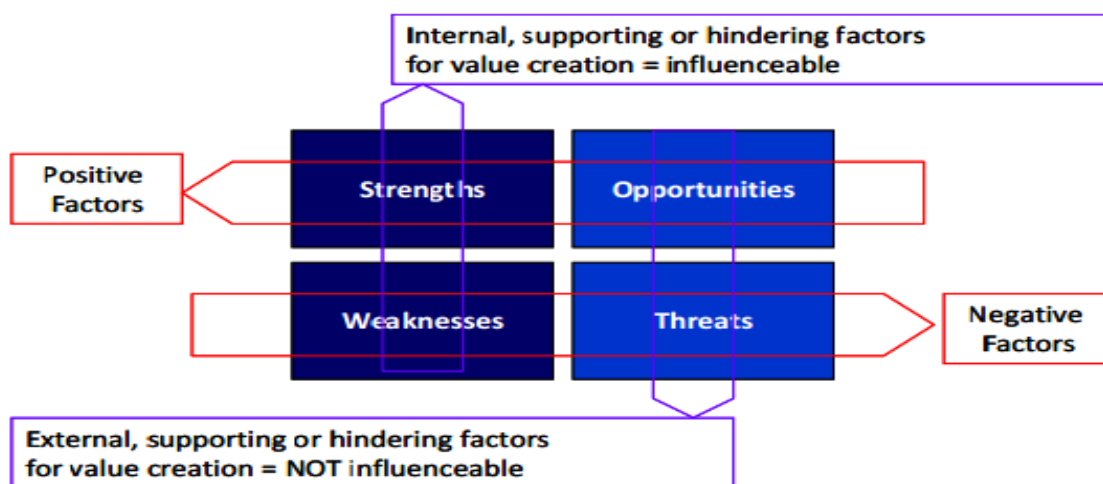 Internal, supporting or hindering factors
for value creation = influenceable
Positive
Factors
Strengths
Opportunities
Weaknesses
Threats
Negative
Factors
External, supporting or hindering factors
for value creation = NOT influenceable